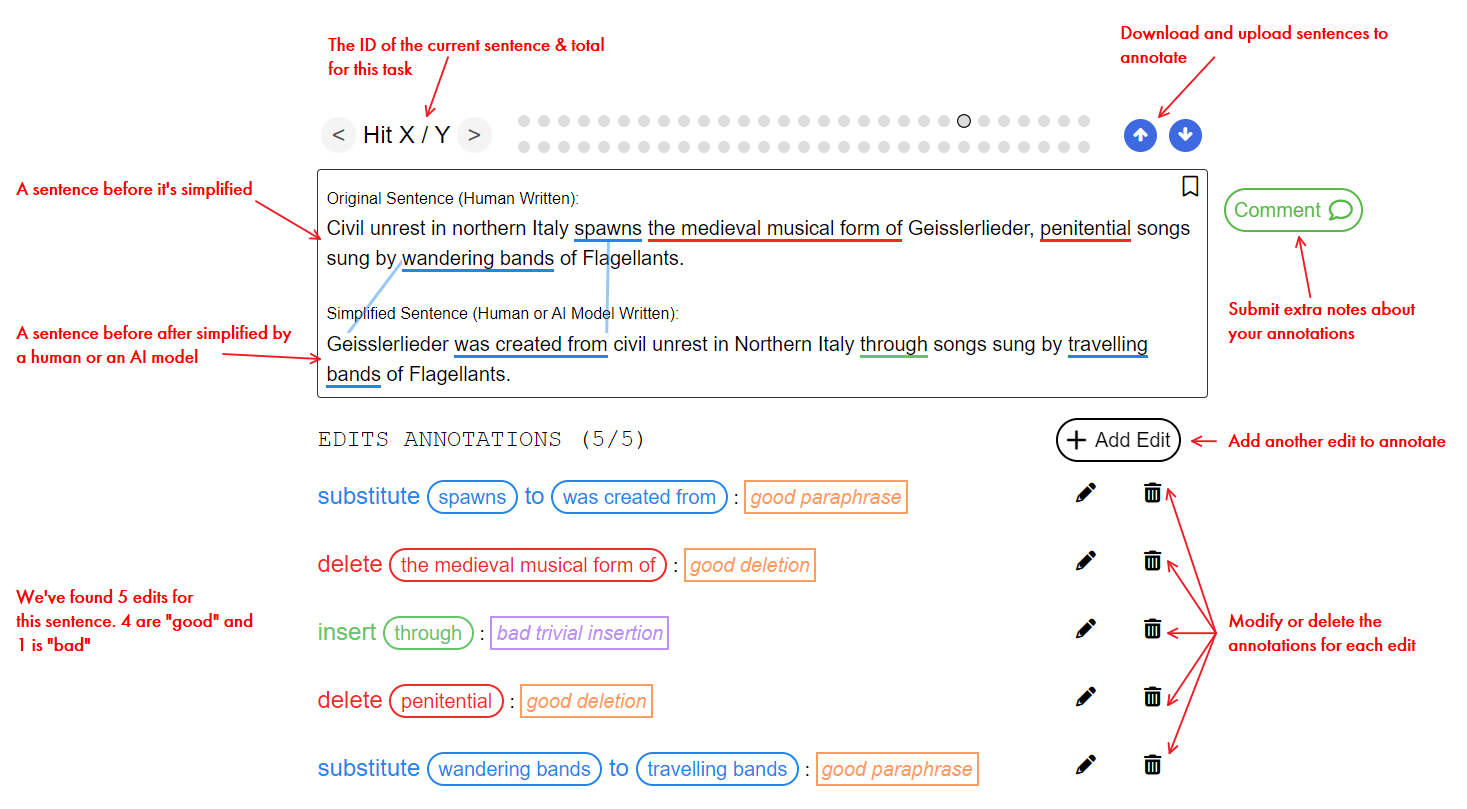 The ID of the current sentence & total
for this task
Download and upload sentences to
annotate
< Hit X / Y >
A sentence before it's simplified
Original Sentence (Human Written):
Civil unrest in northern Italy spawns the medieval musical form of Geisslerlieder, penitential songs
sung by wandering bands of Flagellants.
Comment
A sentence before after simplified by
a human or an AI model
Simplified Sentence (Human or AI Model Written):
Geisslerlieder was created from civil unrest in Northern Italy through songs sung by travelling
bands of Flagellants.
Submit extra notes about
your annotations
EDITS ANNOTATIONS (5/5)
+ Add Edit
Add another edit to annotate
substitute spawns to was created from : good paraphrase
delete the medieval musical form of : good deletion
We've found 5 edits for
this sentence. 4 are "good" and
1 is "bad"
insert through : bad trivial insertion
Modify or delete the
annotations for each edit
delete penitential : good deletion
substitute wandering bands to travelling bands : good paraphrase